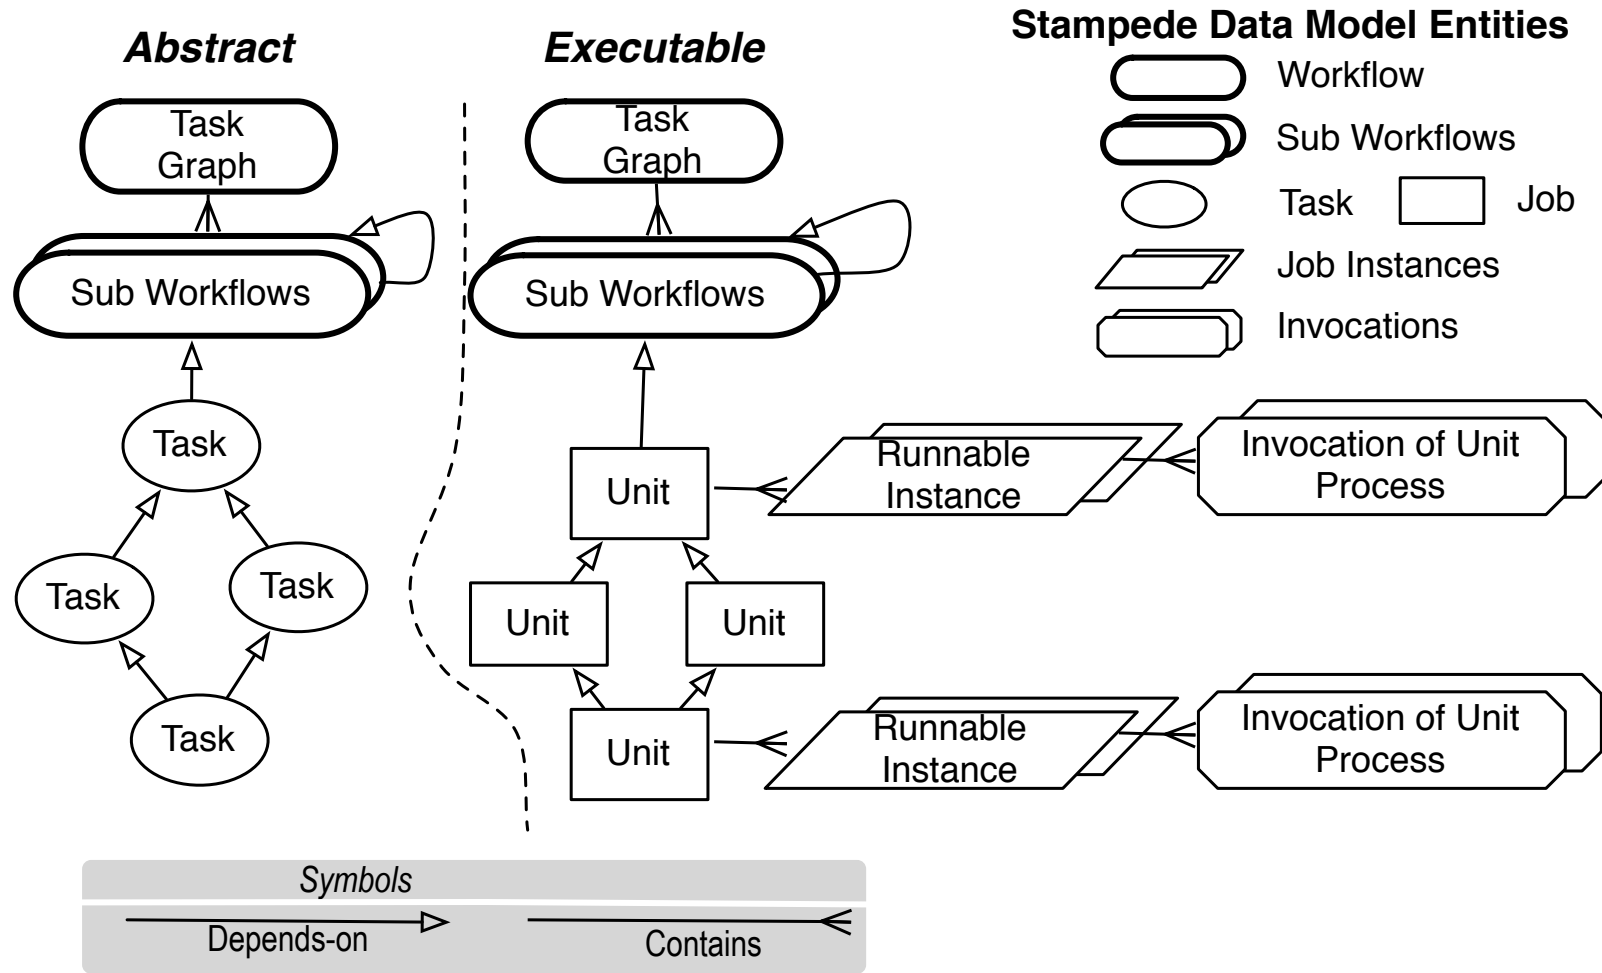 Abstract
Executable
Stampede Data Model Entities
Workflow
Sub Workflows
Task
Job
Job Instances
Invocations
Task
Graph
Sub Workflows
Task
Task
Task
Task
Task
Graph
Sub Workflows
Unit
Runnable
Instance
Invocation of Unit
Process
Unit
Unit
Unit
Runnable
Instance
Invocation of Unit
Process
Symbols
Depends-on
Contains